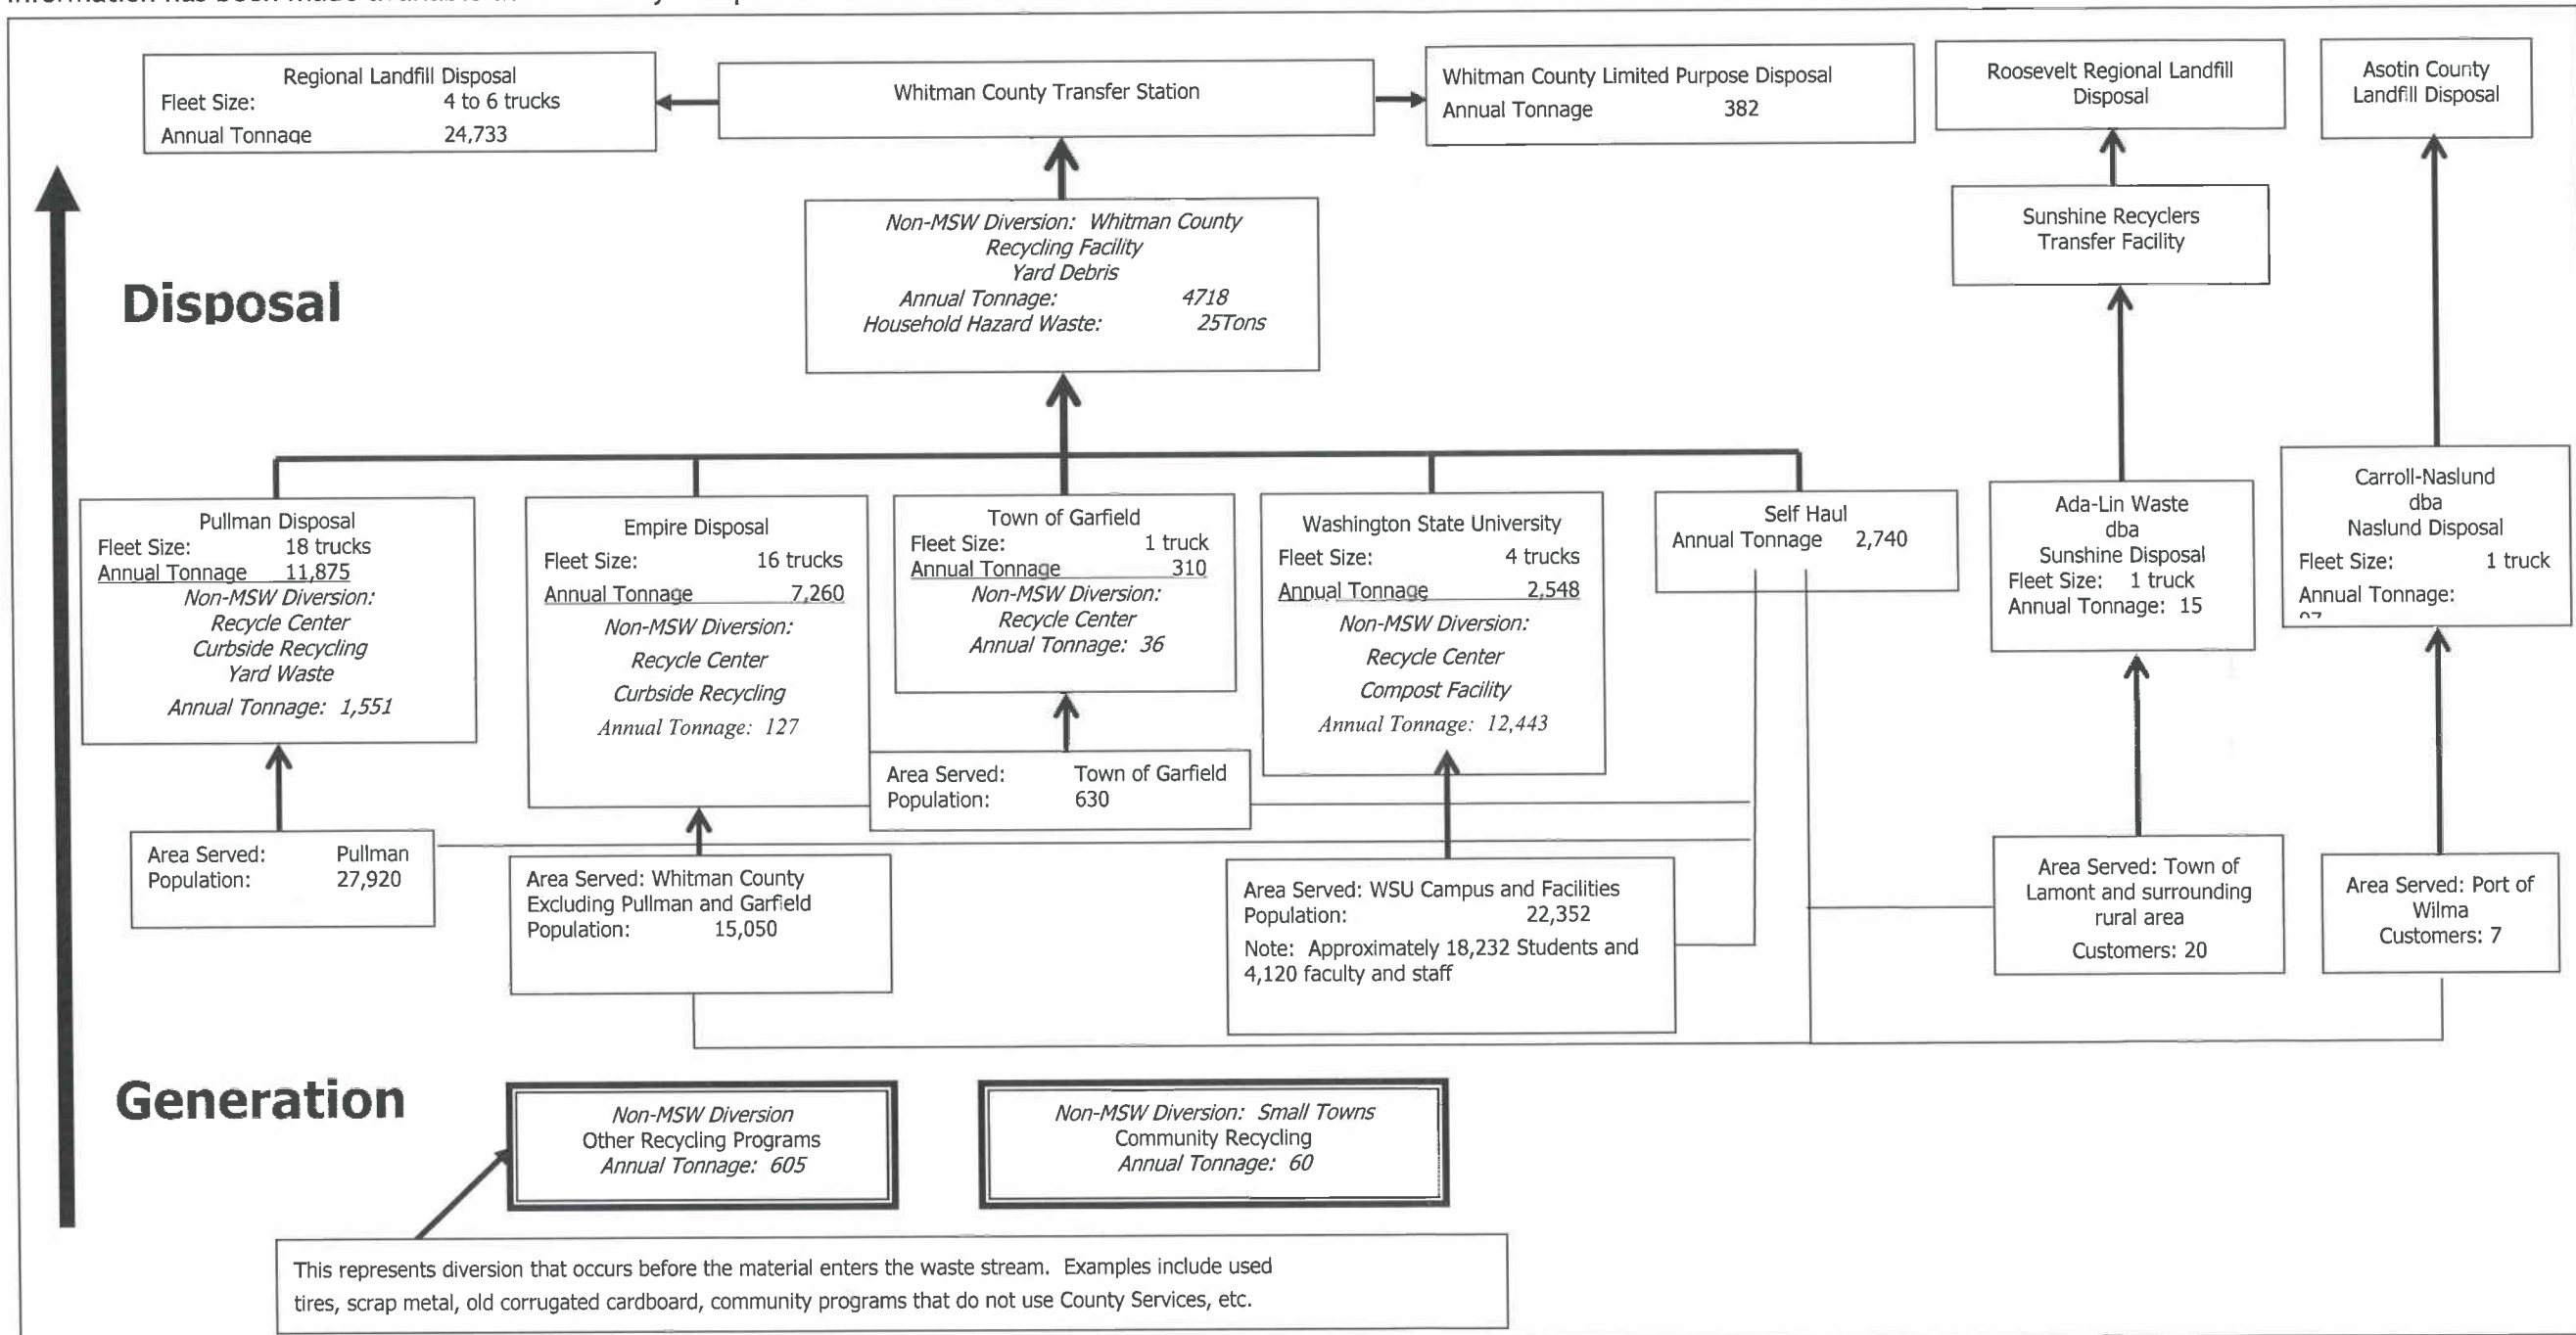 Regional Landfill Disposal
Fleet Size: 4 to 6 trucks
Annual Tonnage 24,733
Whitman County Transfer Station
Whitman County Limited Purpose Disposal
Annual Tonnage 382
Roosevelt Regional Landfill
Disposal
Asotin County
Landfill Disposal
Non-MSW Diversion: Whitman County
Recycling Facility
Yard Debris
Annual Tonnage: 4718
Household Hazard Waste: 25Tons
Sunshine Recyclers
Transfer Facility
Disposal
Pullman Disposal
Fleet Size: 18 trucks
Annual Tonnage 11,875
Non-MSW Diversion:
Recycle Center
Curbside Recycling
Yard Waste
Annual Tonnage: 1,551
Empire Disposal
Fleet Size: 16 trucks
Annual Tonnage 7,260
Non-MSW Diversion:
Recycle Center
Curbside Recycling
Annual Tonnage: 127
Town of Garfield
Fleet Size: 1 truck
Annual Tonnage 310
Non-MSW Diversion:
Recycle Center
Annual Tonnage: 36
Washington State University
Fleet Size: 4 trucks
Annual Tonnage 2,548
Non-MSW Diversion:
Recycle Center
Compost Facility
Annual Tonnage: 12,443
Self Haul
Annual Tonnage 2,740
Ada-Lin Waste
dba
Sunshine Disposal
Fleet Size: 1 truck
Annual Tonnage: 15
Carroll-Naslund
dba
Naslund Disposal
Fleet Size: 1 truck
Annual Tonnage:
Area Served: Pullman
Population: 27,920
Area Served: Whitman County
Excluding Pullman and Garfield
Population: 15,050
Area Served: Town of Garfield
Population: 630
Area Served: WSU Campus and Facilities
Population: 22,352
Note: Approximately 18,232 Students and
4,120 faculty and staff
Area Served: Town of
Lamont and surrounding
rural area
Customers: 20
Area Served: Port of
Wilma
Customers: 7
Generation
Non-MSW Diversion
Other Recycling Programs
Annual Tonnage: 605
Non-MSW Diversion: Small Towns
Community Recycling
Annual Tonnage: 60
This represents diversion that occurs before the material enters the waste stream. Examples include used
tires, scrap metal, old corrugated cardboard, community programs that do not use County Services, etc.